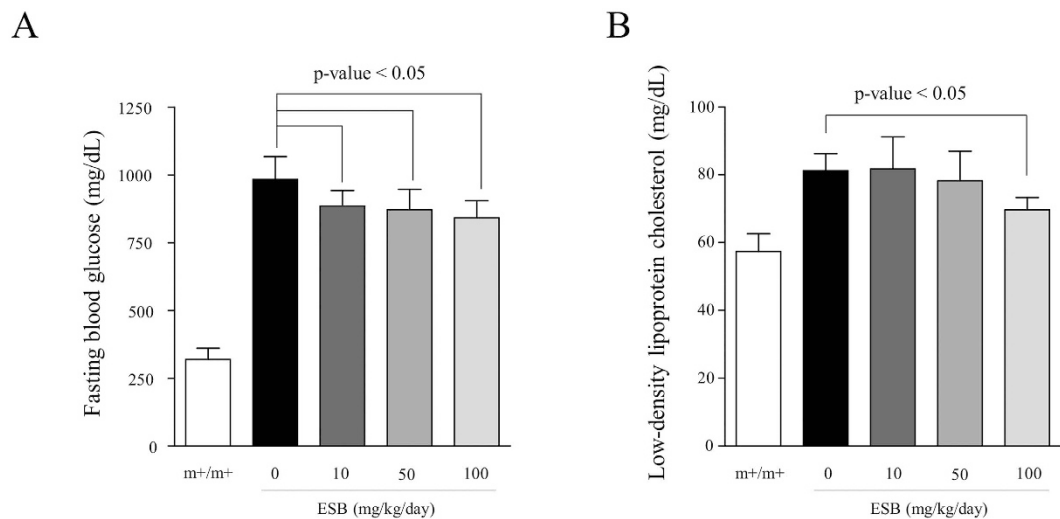 A
p-value < 0.05
Fasting blood glucose (mg/dL)
1250
1000
750
500
250
0
m+/m+
0
10
50
100
ESB (mg/kg/day)
B
p-value < 0.05
Low-density lipoprotein cholesterol (mg/dL)
100
80
60
40
20
0
m+/m+
0
10
50
100
ESB (mg/kg/day)